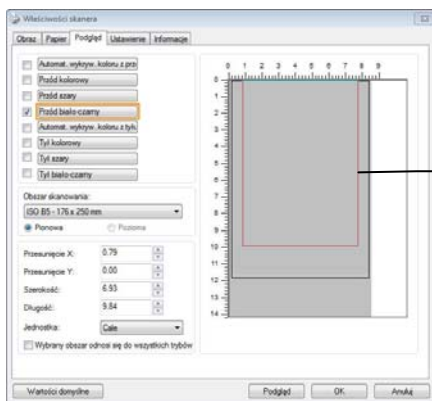 Właściwości skanera
Obraz Papier Podgląd Ustawienie Informacje
Automat. wykryw. koloru z prz
Przód kolorowy
Przód szary
Przód biało-czarny
Automat. wykryw. koloru z tyłu
Tył kolorowy
Tył szary
Tył biało-czarny
Obszar skanowania:
ISO B5 - 176 x 250 mm
Pionowa Pozioma
Przesunięcie X: 0.79
Przesunięcie Y: 0.00
Szerokość: 6.93
Długość: 9.84
Jednostka: Cale
Wybrany obszar odnosi się do wszystkich trybów
0 1 2 3 4 5 6 7 8 9
0
1
2
3
4
5
6
7
8
9
10
11
12
13
14
Wartości domyślne Podgląd OK Anuluj